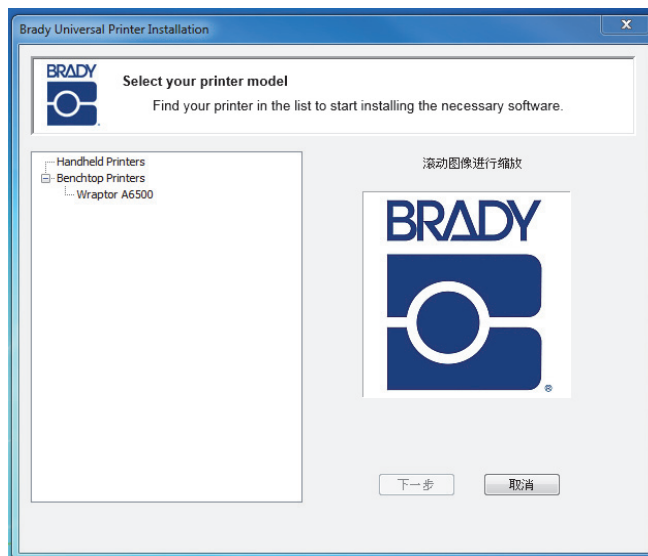 Brady Universal Printer Installation
BRADY
Select your printer model
Find your printer in the list to start installing the necessary software.
Handheld Printers
Benchtop Printers
Wraptor A6500
滚动图像进行缩放
BRADY
®
下一步
取消